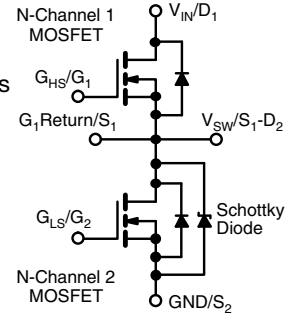 N-Channel 1
MOSFET
V_IN/D_1
s
G_HS/G_1
G_1Return/S_1
V_SW/S_1-D_2
G_LS/G_2
Schottky
Diode
N-Channel 2
MOSFET
GND/S_2